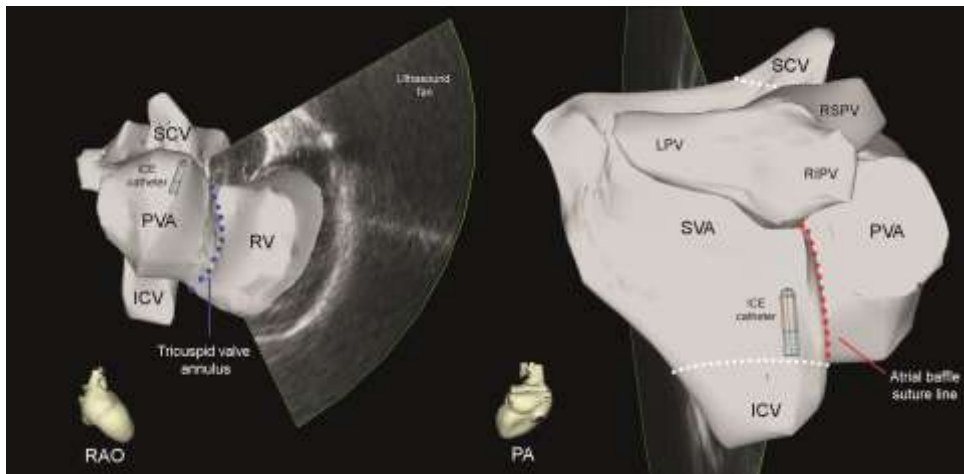 Ultrasound
fan
SCV
ICE
catheter
PVA
RV
ICV
Tricuspid valve
annulus
RAO
SCV
RSPV
LPV
RIPV
SVA
PVA
ICE
catheter
Atrial baffle
suture line
ICV
PA